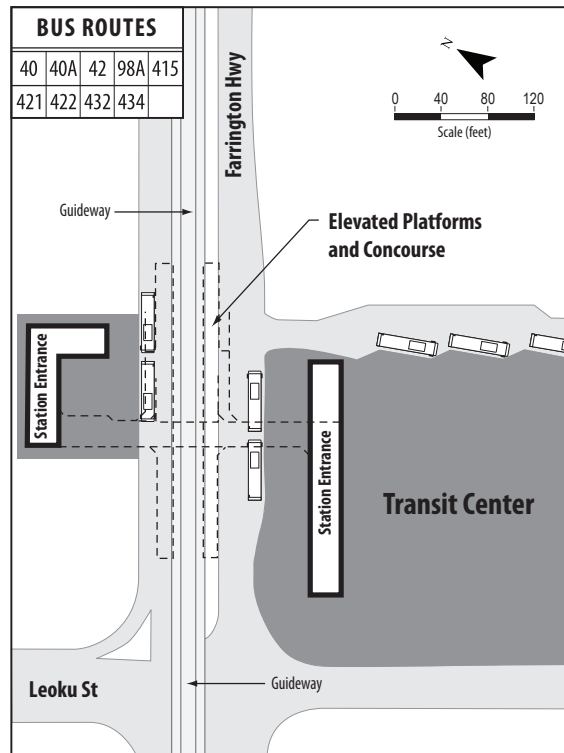 BUS ROUTES
40 40A 42 98A 415
421 422 432 434
Farrington Hwy
N
0 40 80 120
Scale (feet)
Guideway
Elevated Platforms
and Concourse
Station Entrance
Station Entrance
Transit Center
Leoku St
Guideway